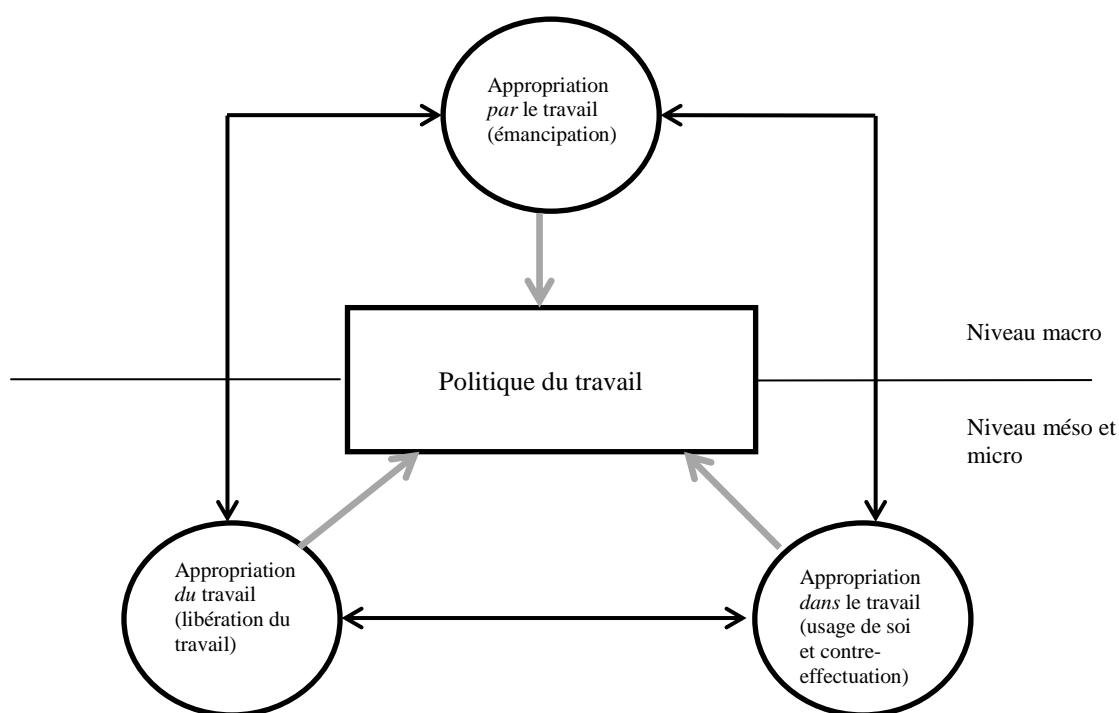 Appropriation
par le travail
(émancipation)
Niveau macro
Politique du travail
Niveau méso et
micro
Appropriation
du travail
(libération du
travail)
Appropriation
dans le travail
(usage de soi
et contre-
effectuation)